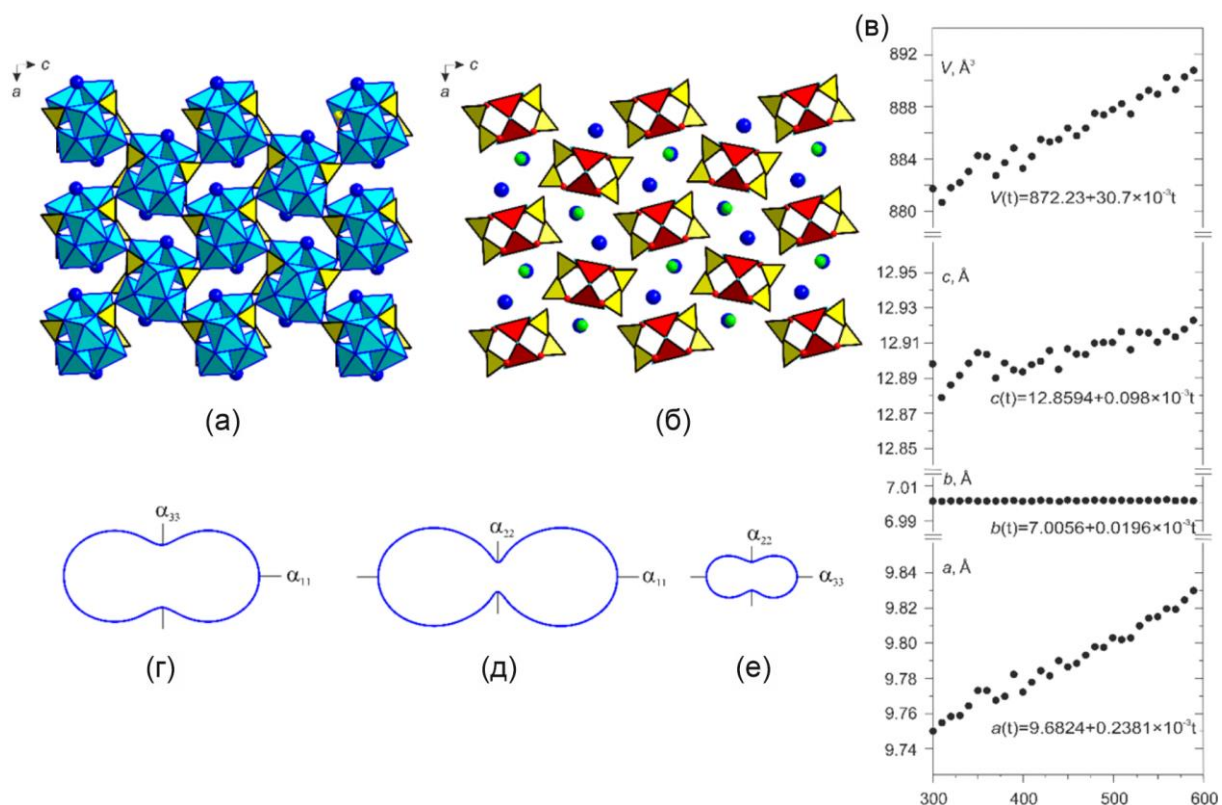 (в)
c
a
c
a
(а)
(б)
892
V, Å³
888
884
880
V(t)=872.23+30.7×10⁻³t
12.95
c, Å
12.93
12.91
12.89
12.87
c(t)=12.8594+0.098×10⁻³t
12.85
b, Å
7.01
6.99
b(t)=7.0056+0.0196×10⁻³t
a, Å
9.84
9.82
9.80
9.78
9.76
9.74
a(t)=9.6824+0.2381×10⁻³t
300 400 500 600
α₃₃
α₁₁
(г)
α₂₂
α₁₁
(д)
α₂₂
α₃₃
(е)